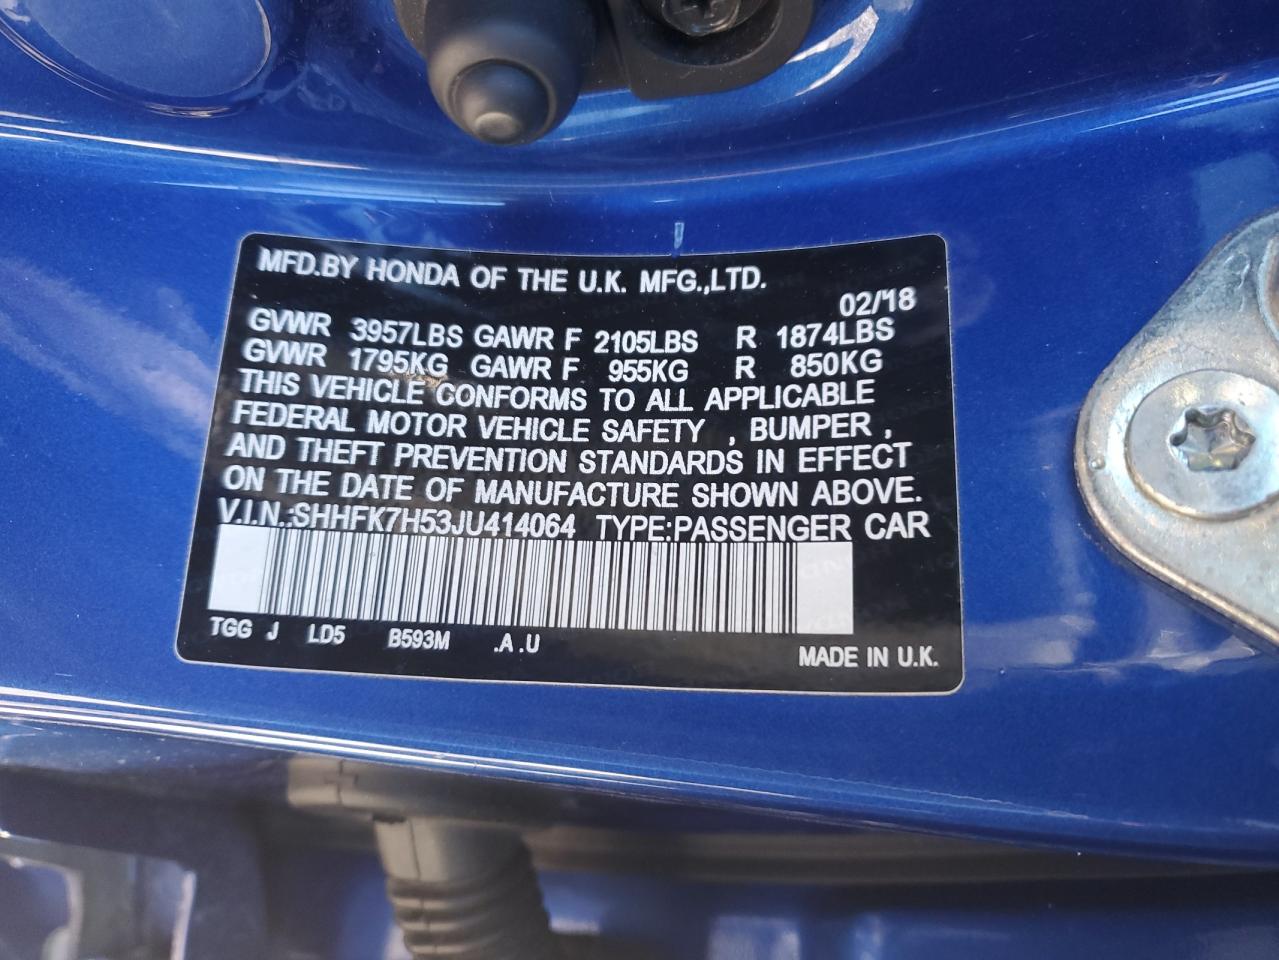 MFD.BY HONDA OF THE U.K. MFG.,LTD.
02/'18
GVWR 3957LBS GAWR F 2105LBS R 1874LBS
GVWR 1795KG GAWR F 955KG R 850KG
THIS VEHICLE CONFORMS TO ALL APPLICABLE
FEDERAL MOTOR VEHICLE SAFETY , BUMPER ,
AND THEFT PREVENTION STANDARDS IN EFFECT
ON THE DATE OF MANUFACTURE SHOWN ABOVE.
V.I.N.:SHHFK7H53JU414064 TYPE:PASSENGER CAR
TGG J LD5 B593M .A .U
MADE IN U.K.